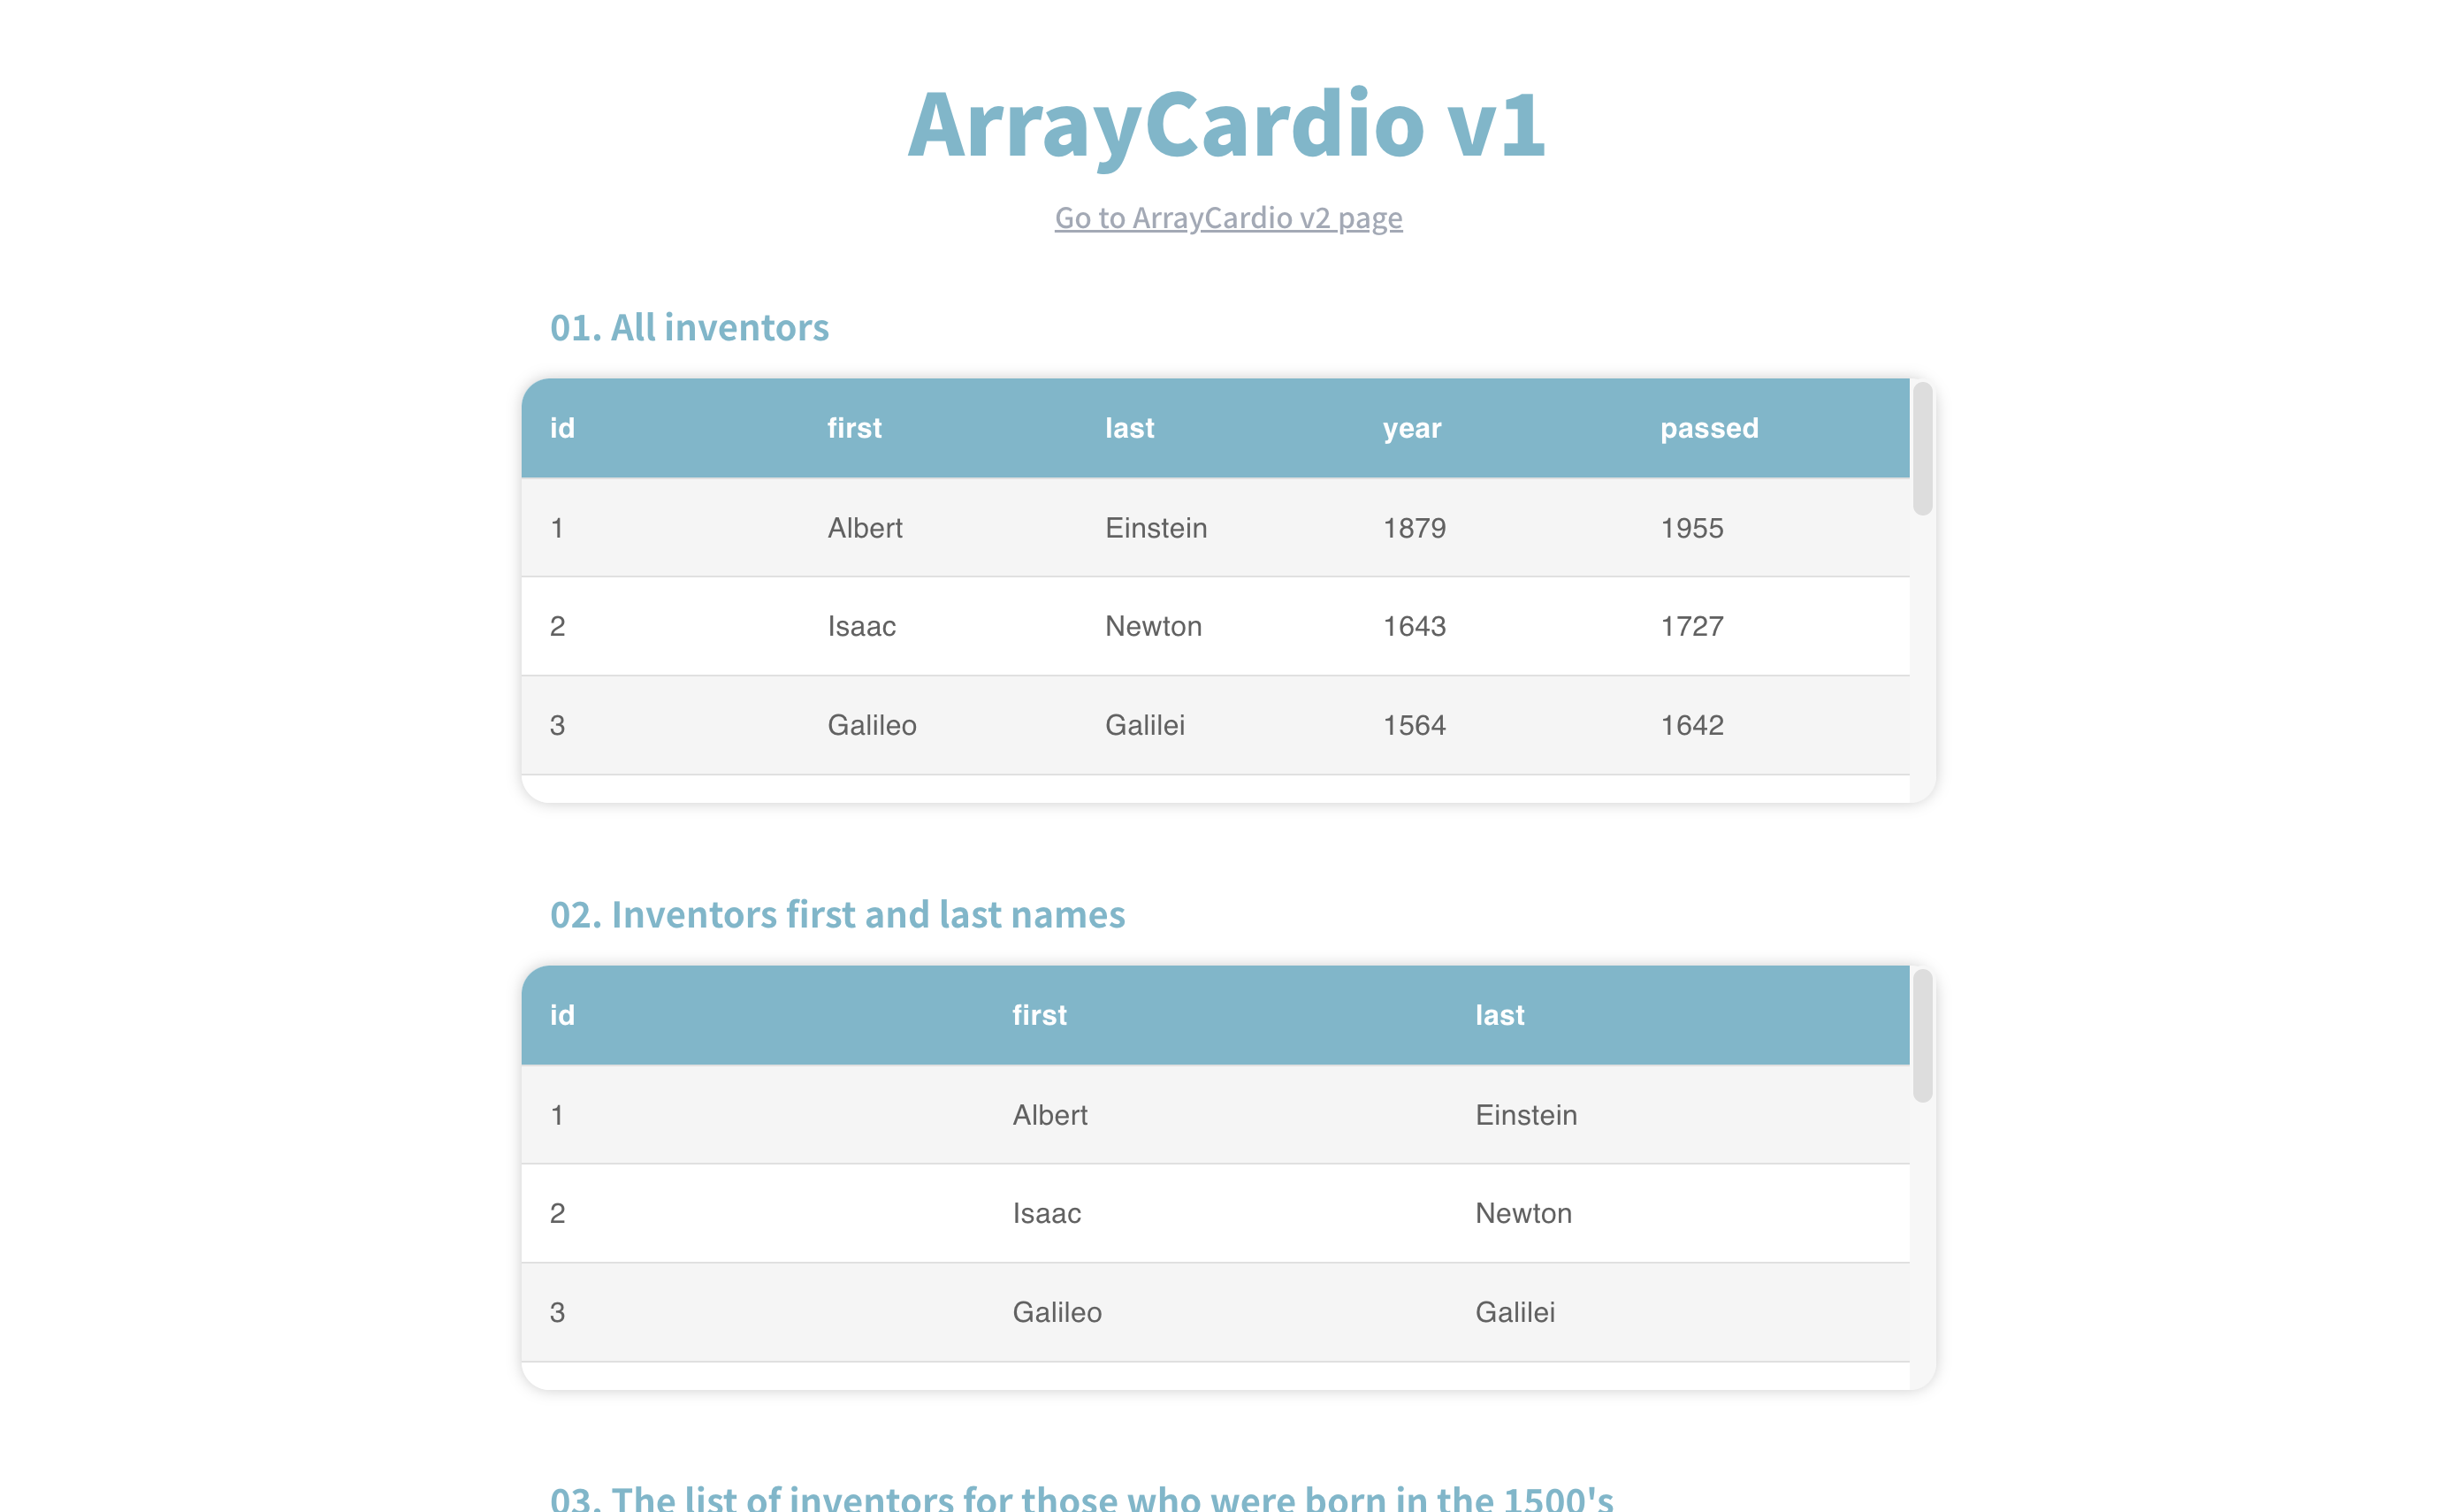 ArrayCardio v1
Go to ArrayCardio v2 page
01. All inventors
id first last year passed
1 Albert Einstein 1879 1955
2 Isaac Newton 1643 1727
3 Galileo Galilei 1564 1642
02. Inventors first and last names
id first last
1 Albert Einstein
2 Isaac Newton
3 Galileo Galilei
03. The list of inventors for those who were born in the 1500's